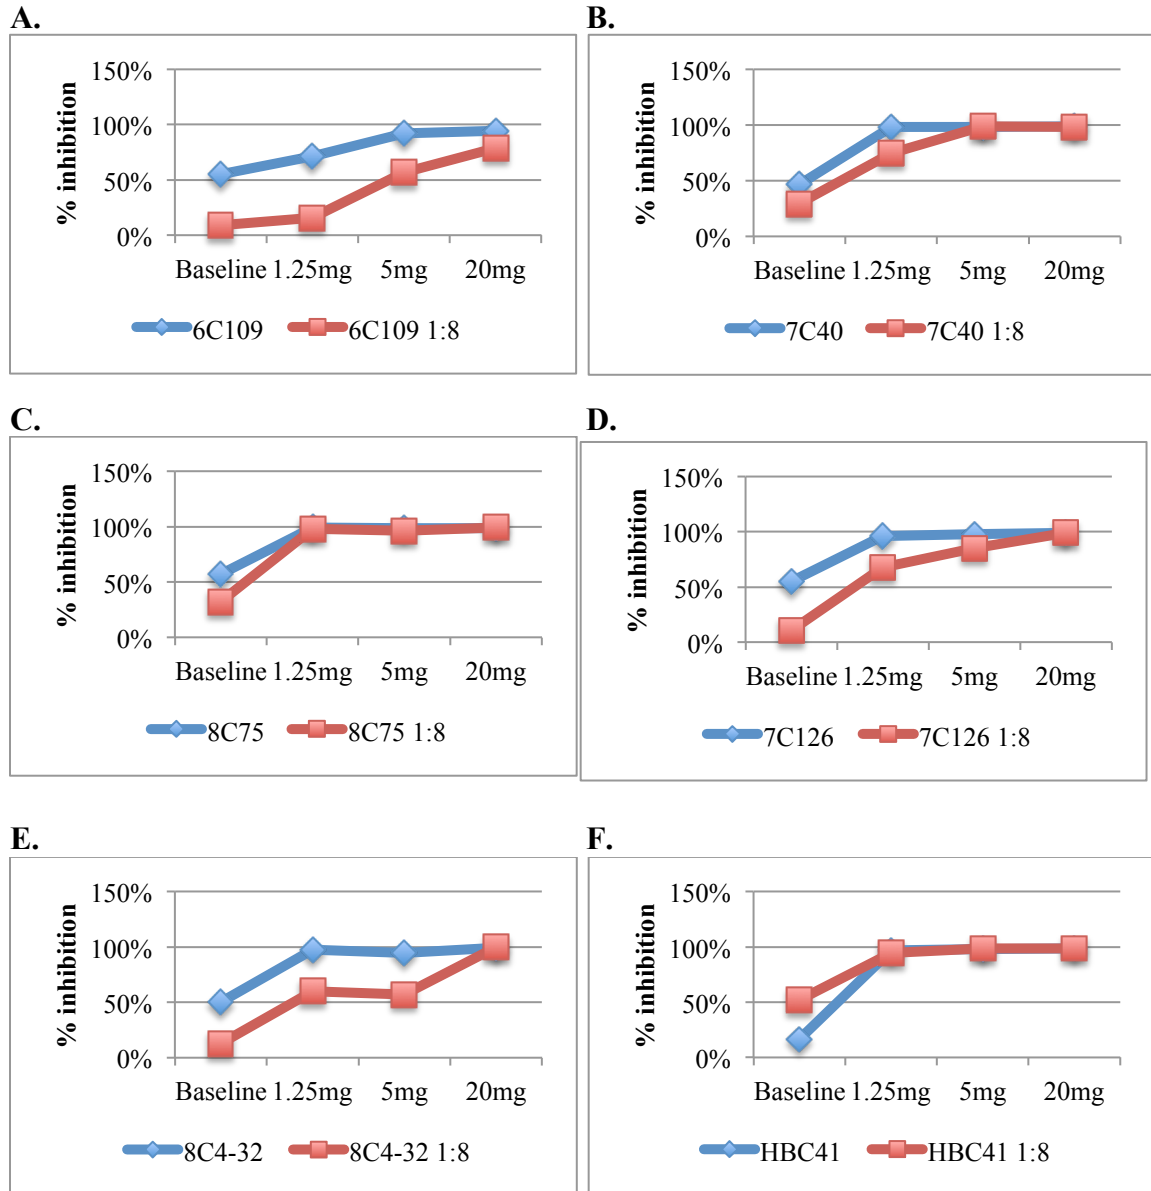 A.
% inhibition
150%
100%
50%
0%
Baseline 1.25mg 5mg 20mg
6C109 6C109 1:8
B.
% inhibition
150%
100%
50%
0%
Baseline 1.25mg 5mg 20mg
7C40 7C40 1:8
C.
% inhibition
150%
100%
50%
0%
Baseline 1.25mg 5mg 20mg
8C75 8C75 1:8
D.
% inhibition
150%
100%
50%
0%
Baseline 1.25mg 5mg 20mg
7C126 7C126 1:8
E.
% inhibition
150%
100%
50%
0%
Baseline 1.25mg 5mg 20mg
8C4-32 8C4-32 1:8
F.
% inhibition
150%
100%
50%
0%
Baseline 1.25mg 5mg 20mg
HBC41 HBC41 1:8